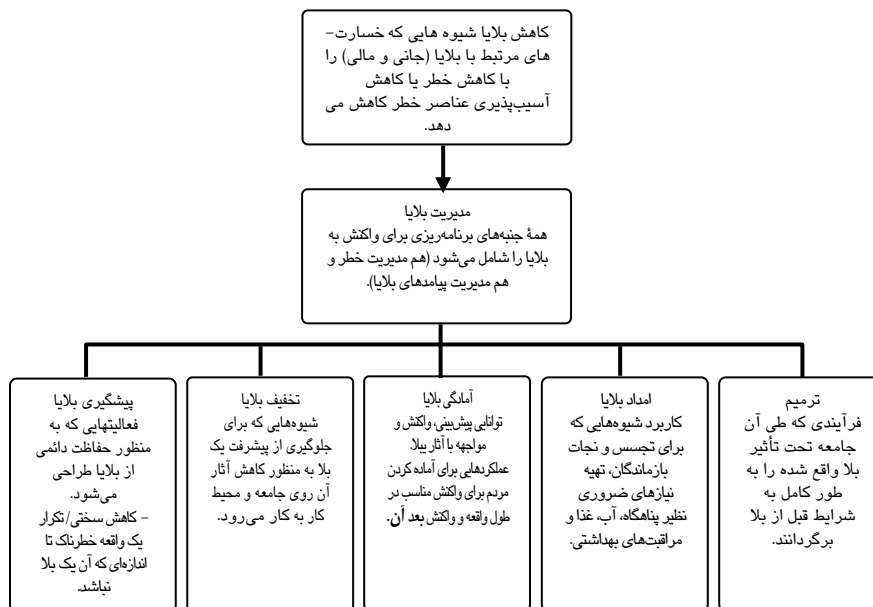 کاهش بلایا شیوه هایی که خسارت-
های مرتبط با بلایا (جانی و مالی) را
با کاهش خطر یا کاهش
آسیب‌پذیری عناصر خطر کاهش می
دهد.
مدیریت بلایا
همهٔ جنبه‌های برنامه‌ریزی برای واکنش به
بلایا را شامل می‌شود (هم مدیریت خطر و
هم مدیریت پیامدهای بلایا).
ترمیم
فرآیندی که طی آن
جامعه تحت تأثیر
بلا واقع شده را به
طور کامل به
شرایط قبل از بلا
برگردانند.
امداد بلایا
کاربرد شیوه‌هایی که
برای تجسس و نجات
بازماندگان، تهیه
نیازهای ضروری
نظیر پناهگاه، آب، غذا و
مراقبت‌های بهداشتی.
آمادگی بلایا
توانایی پیش‌بینی، واکنش و
مواجهه با آثار بیلا
عملکردهایی برای آماده کردن
مردم برای واکنش مناسب در
طول واقعه و واکنش بعد آن.
تخفیف بلایا
شیوه‌هایی که برای
جلوگیری از پیشرفت یک
بلا به منظور کاهش آثار
آن روی جامعه و محیط
کار به کار می‌رود.
پیشگیری بلایا
فعالیتهایی که به
منظور حفاظت دائمی
از بلایا طراحی
می‌شود.
- کاهش سختی/تکرار
یک واقعه خطرناک تا
اندازه‌ای که آن یک بلا
نباشد.